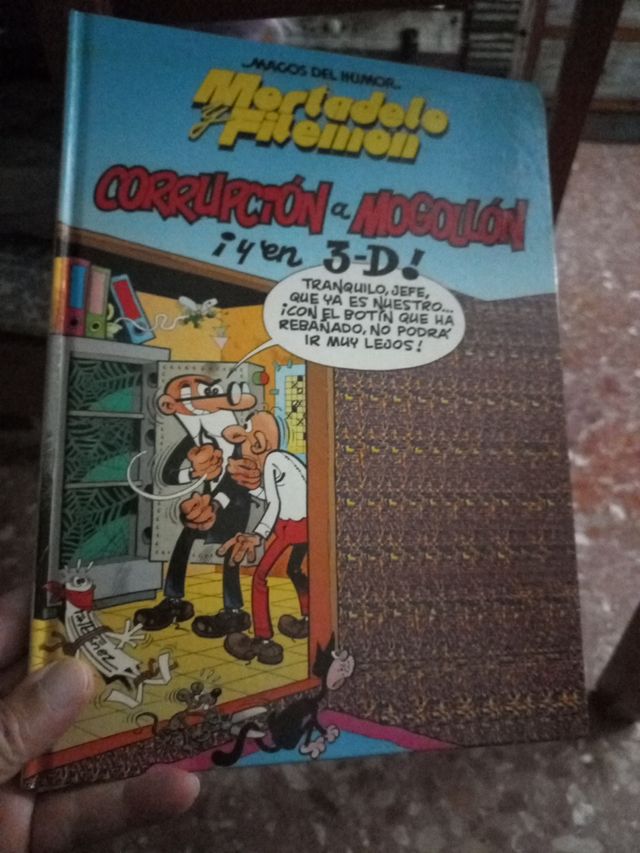 MAGOS DEL HUMOR
Mortadelo
y Filemón
CORRUPCIÓN a MOGOLLÓN
¡y en 3-D!
TRANQUILO, JEFE,
QUE YA ES NUESTRO...
¡CON EL BOTÍN QUE HA
REBAÑADO, NO PODRÁ
IR MUY LEJOS!